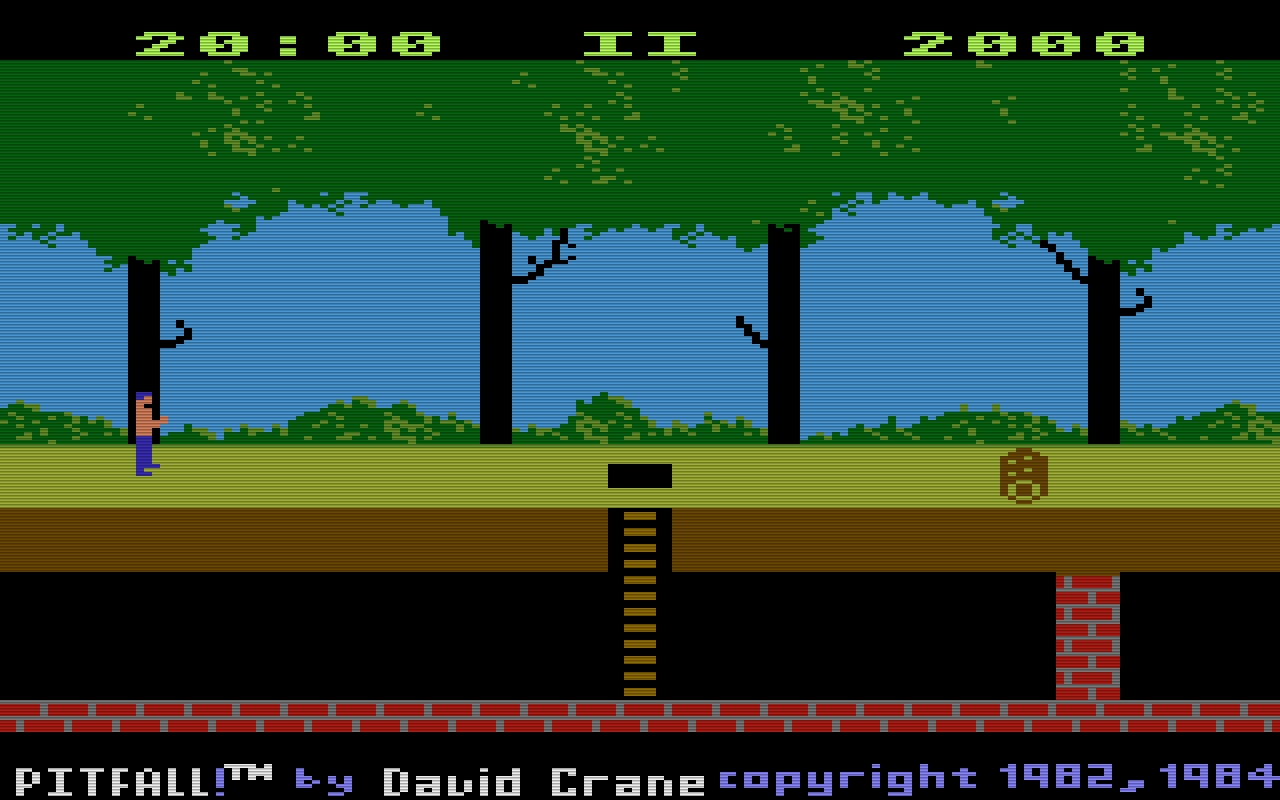 20:00 II 2000
PITFALL!™ by David Crane copyright 1982, 1984